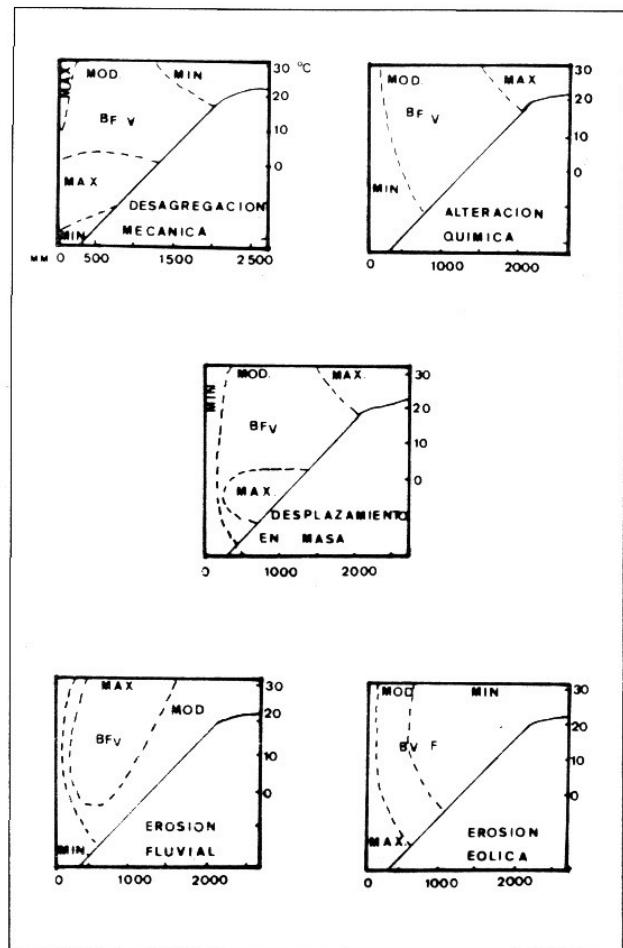 MAX MOD. MIN 30 °C
20
BF V
10
0
MAX
DESAGREGACION
MIN MECANICA
MM 0 500 1500 2500
MOD. MAX 30
20
BF V 10
0
MIN
ALTERACION
QUIMICA
0 1000 2000
MIN MOD. MAX. 30
20
BFV
10
0
MAX.
DESPLAZAMIENTO
EN MASA
0 1000 2000
MAX 30
MOD 20
BFV
10
0
EROSION
MIN. FLUVIAL
0 1000 2000
MOD MIN 30
20
BV F
10
0
EROSION
MAX. EOLICA
0 1000 2000